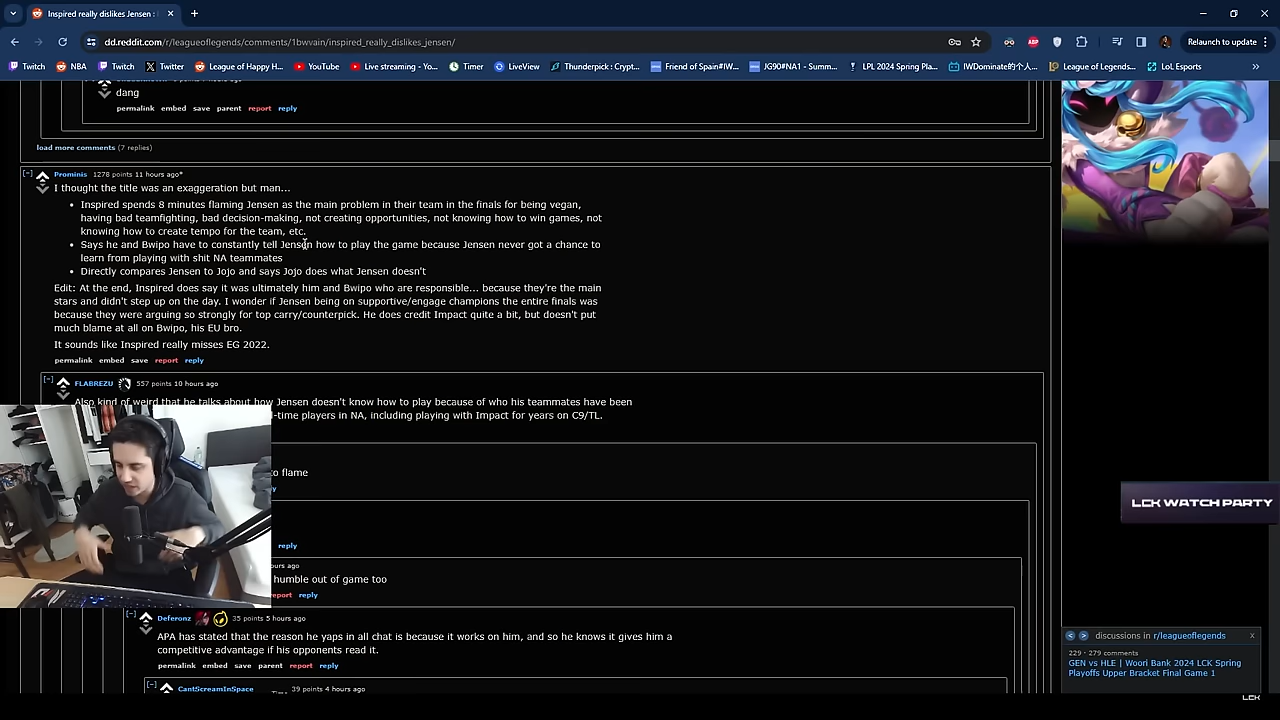 Inspired really dislikes Jensen :
dd.reddit.com/r/leagueoflegends/comments/1bwvain/inspired_really_dislikes_jensen/
Relaunch to update
Twitch
NBA
Twitch
Twitter
League of Happy H...
YouTube
Live streaming - Yo...
Timer
LiveView
Thunderpick : Crypt...
Friend of Spain#IW...
JG90#NA1 - Summ...
LPL 2024 Spring Pla...
IWDominate的个人...
League of Legends...
LoL Esports
dang
permalink embed save parent report reply
load more comments (7 replies)
[-] Prominis 1278 points 11 hours ago*
I thought the title was an exaggeration but man...
• Inspired spends 8 minutes flaming Jensen as the main problem in their team in the finals for being vegan,
having bad teamfighting, bad decision-making, not creating opportunities, not knowing how to win games, not
knowing how to create tempo for the team, etc.
• Says he and Bwipo have to constantly tell Jensen how to play the game because Jensen never got a chance to
learn from playing with shit NA teammates
• Directly compares Jensen to Jojo and says Jojo does what Jensen doesn't
Edit: At the end, Inspired does say it was ultimately him and Bwipo who are responsible... because they're the main
stars and didn't step up on the day. I wonder if Jensen being on supportive/engage champions the entire finals was
because they were arguing so strongly for top carry/counterpick. He does credit Impact quite a bit, but doesn't put
much blame at all on Bwipo, his EU bro.
It sounds like Inspired really misses EG 2022.
permalink embed save report reply
[-] FLABREZU 557 points 10 hours ago
Also kind of weird that he talks about how Jensen doesn't know how to play because of who his teammates have been
-time players in NA, including playing with Impact for years on C9/TL.
to flame
reply
ours ago
humble out of game too
report reply
[-] Deferonz 35 points 5 hours ago
APA has stated that the reason he yaps in all chat is because it works on him, and so he knows it gives him a
competitive advantage if his opponents read it.
permalink embed save parent report reply
[-] CantScreamInSpace 39 points 4 hours ago
LCK WATCH PARTY
discussions in r/leagueoflegends X
229 · 279 comments
GEN vs HLE | Woori Bank 2024 LCK Spring
Playoffs Upper Bracket Final Game 1
LCK